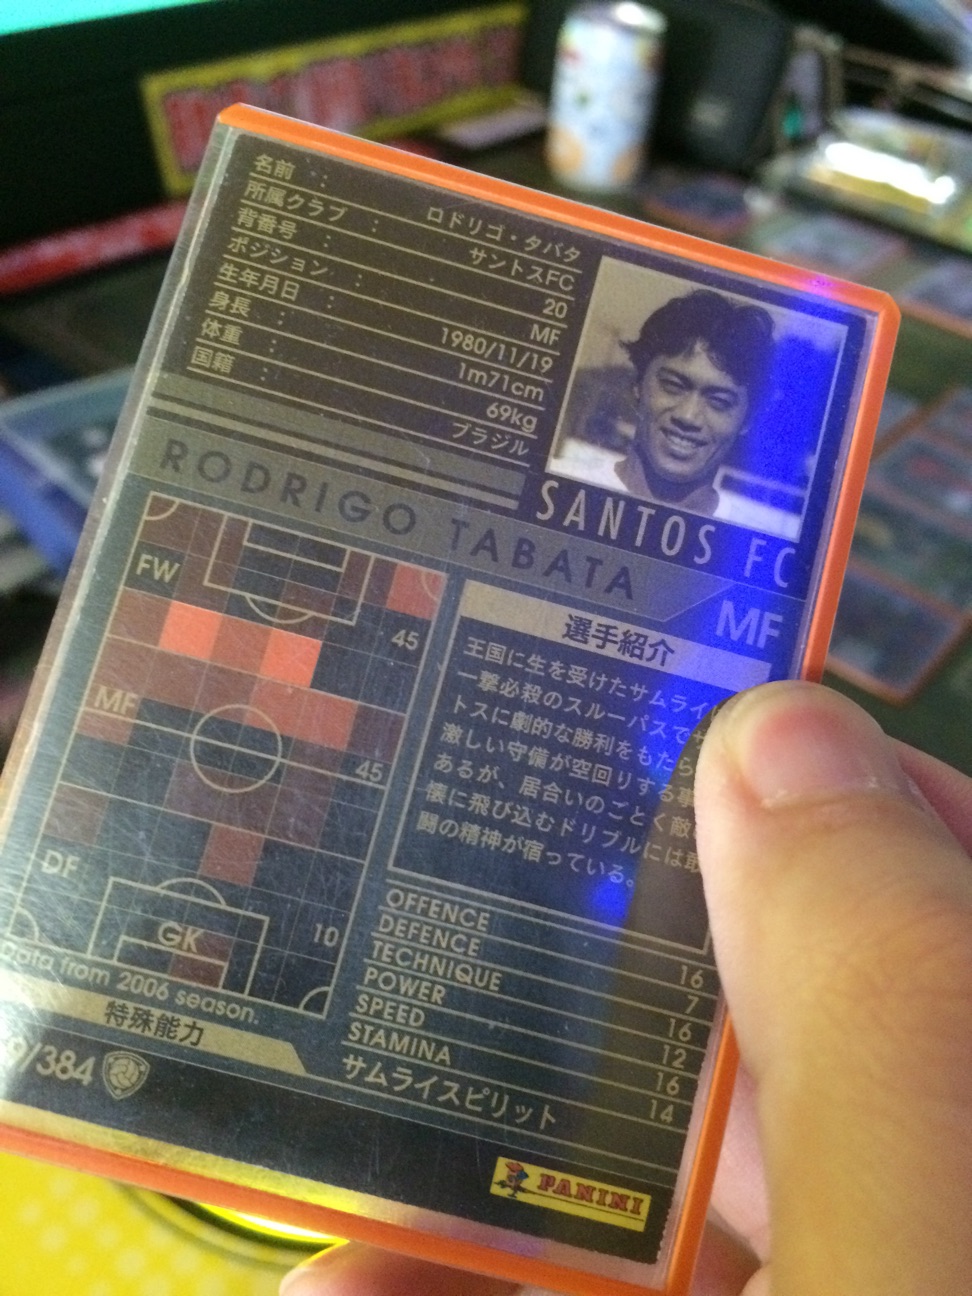 名前 : ロドリゴ・タバタ
所属クラブ : サントスFC
背番号 : 20
ポジション : MF
生年月日 : 1980/11/19
身長 : 1m71cm
体重 : 69kg
国籍 : ブラジル
SANTOS FC
RODRIGO TABATA
MF
FW
45
MF
45
DF
10
GK
Data from 2006 season.
選手紹介
王国に生を受けたサムライ
一撃必殺のスルーパスで
トスに劇的な勝利をもたら
激しい守備が空回りする事
あるが、居合いのごとく敵
懐に飛び込むドリブルには
闘の精神が宿っている。
OFFENCE 16
DEFENCE 7
TECHNIQUE 16
POWER 12
SPEED 16
STAMINA 14
特殊能力
サムライスピリット
/384
PANINI